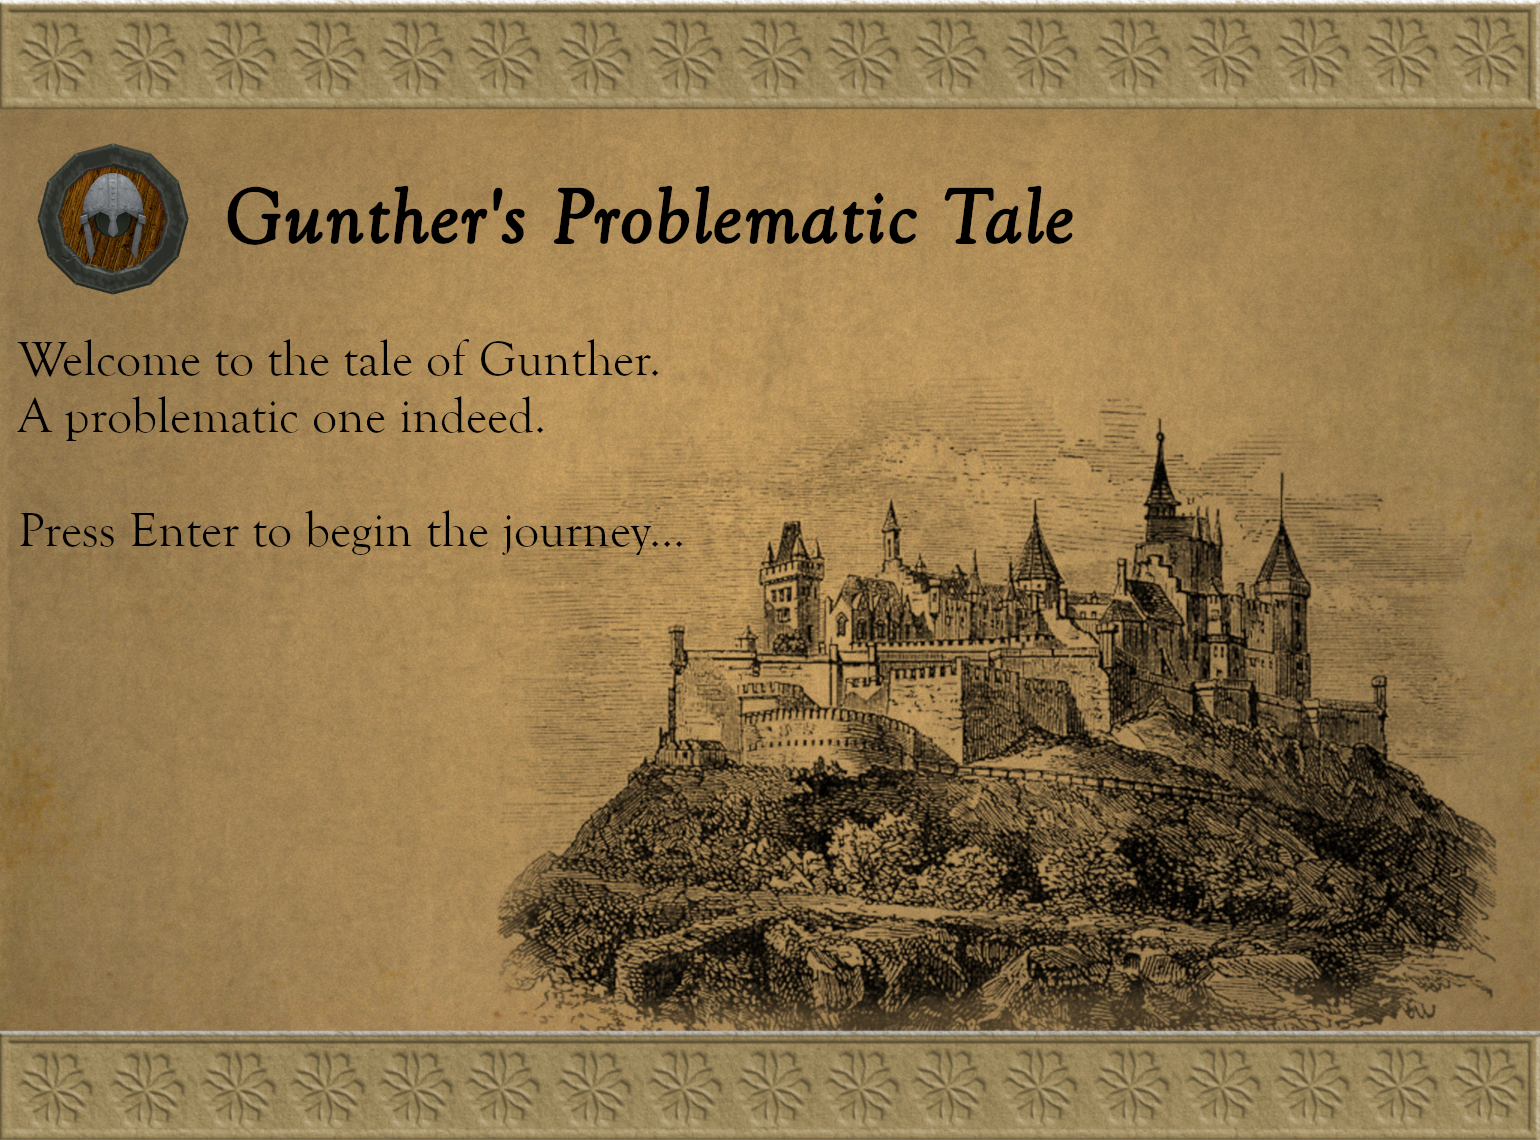 Gunther's Problematic Tale
Welcome to the tale of Gunther.
A problematic one indeed.
Press Enter to begin the journey...